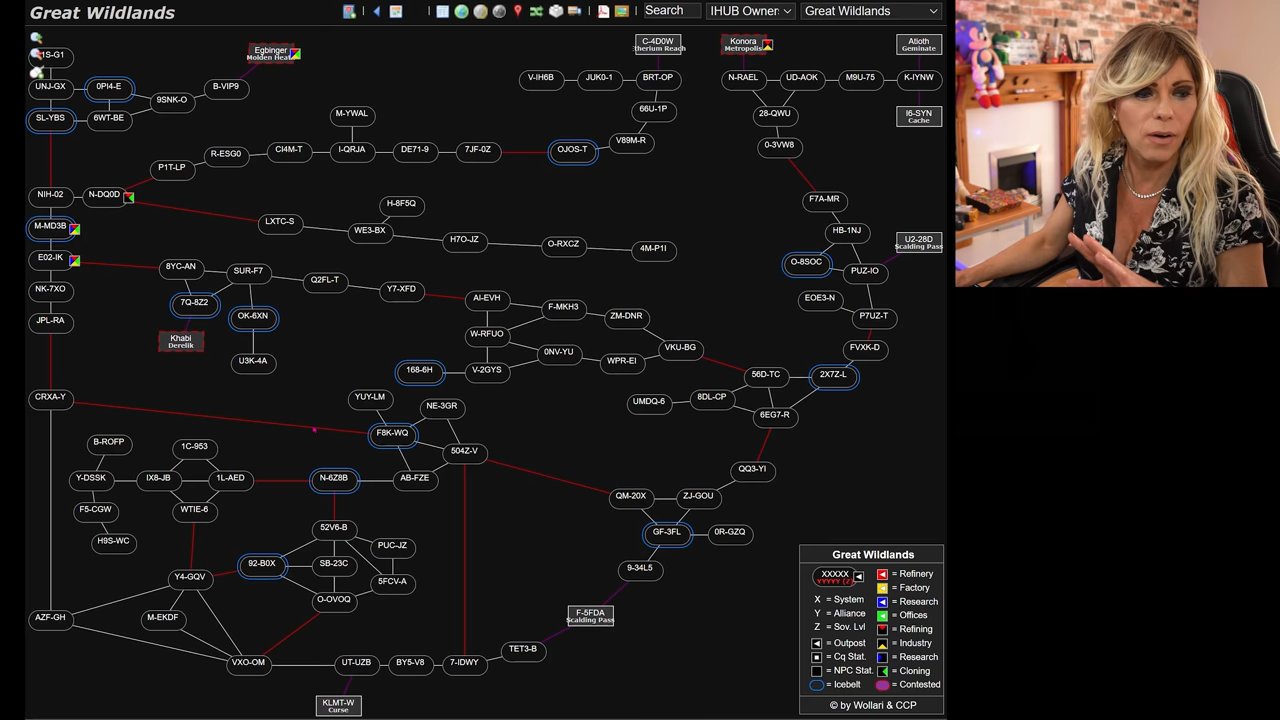 Great Wildlands
Search
IHUB Owner
Great Wildlands
1S-G1
Egbinger
Molden Heath
C-4D0W
Etherium Reach
Konora
Metropolis
Atioth
Geminate
UNJ-GX
0PI4-E
9SNK-O
B-VIP9
V-IH6B
JUK0-1
BRT-OP
N-RAEL
UD-AOK
M9U-75
K-IYNW
SL-YBS
6WT-BE
M-YWAL
66U-1P
28-QWU
I6-SYN
Cache
P1T-LP
R-ESG0
CI4M-T
I-QRJA
DE71-9
7JF-0Z
OJOS-T
V89M-R
0-3VW8
NIH-02
N-DQ0D
LXTC-S
H-8F5Q
F7A-MR
M-MD3B
WE3-BX
H7O-JZ
O-RXCZ
4M-P1I
HB-1NJ
U2-28D
Scalding Pass
E02-IK
8YC-AN
SUR-F7
Q2FL-T
Y7-XFD
O-8SOC
PUZ-IO
NK-7XO
7Q-8Z2
AI-EVH
F-MKH3
ZM-DNR
EOE3-N
P7UZ-T
JPL-RA
OK-6XN
Khabi
Derelik
U3K-4A
W-RFUO
0NV-YU
WPR-EI
VKU-BG
FVXK-D
168-6H
V-2GYS
56D-TC
2X7Z-L
CRXA-Y
YUY-LM
NE-3GR
UMDQ-6
8DL-CP
6EG7-R
F8K-WQ
504Z-V
B-ROFP
1C-953
Y-DSSK
IX8-JB
1L-AED
N-6Z8B
AB-FZE
QQ3-YI
F5-CGW
WTIE-6
QM-20X
ZJ-GOU
H9S-WC
52V6-B
PUC-JZ
GF-3FL
0R-GZQ
92-B0X
SB-23C
5FCV-A
9-34L5
Y4-GQV
O-OVOQ
AZF-GH
M-EKDF
F-5FDA
Scalding Pass
VXO-OM
UT-UZB
BY5-V8
7-IDWY
TET3-B
KLMT-W
Curse
Great Wildlands
XXXXX
YYYYY (Z)
= Refinery
= Factory
X = System
= Research
Y = Alliance
= Offices
Z = Sov. Lvl
= Refining
= Outpost
= Industry
= Cq Stat.
= Research
= NPC Stat.
= Cloning
= Icebelt
= Contested
© by Wollari & CCP